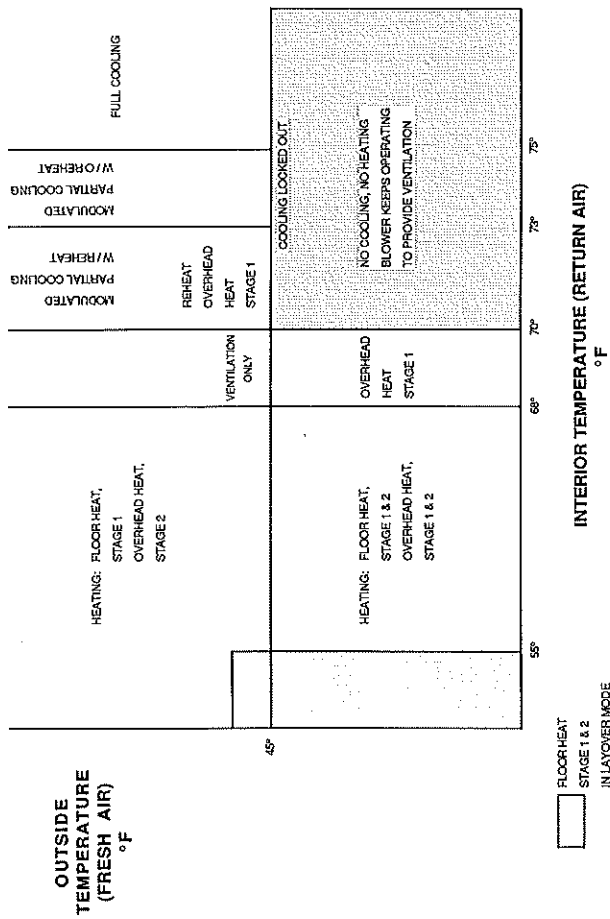 OUTSIDE
TEMPERATURE
(FRESH AIR)
°F
HEATING: FLOOR HEAT,
STAGE 1
OVERHEAD HEAT,
STAGE 2
VENTILATION
ONLY
MODULATED
PARTIAL COOLING
W/REHEAT
REHEAT
OVERHEAD
HEAT
STAGE 1
MODULATED
PARTIAL COOLING
W/O REHEAT
FULL COOLING
45°
HEATING: FLOOR HEAT,
STAGE 1 & 2
OVERHEAD HEAT,
STAGE 1 & 2
OVERHEAD
HEAT
STAGE 1
COOLING LOCKED OUT
NO COOLING, NO HEATING
BLOWER KEEPS OPERATING
TO PROVIDE VENTILATION
55°
68°
70°
73°
75°
INTERIOR TEMPERATURE (RETURN AIR)
°F
FLOOR HEAT
STAGE 1 & 2
IN LAYOVER MODE